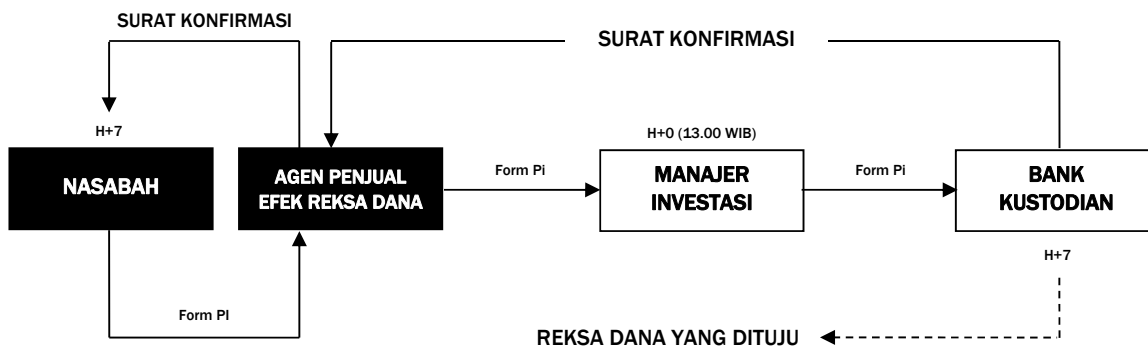 SURAT KONFIRMASI
SURAT KONFIRMASI
H+7
H+0 (13.00 WIB)
NASABAH
AGEN PENJUAL
EFEK REKSA DANA
Form Pi
MANAJER
INVESTASI
Form Pi
BANK
KUSTODIAN
H+7
Form PI
REKSA DANA YANG DITUJU